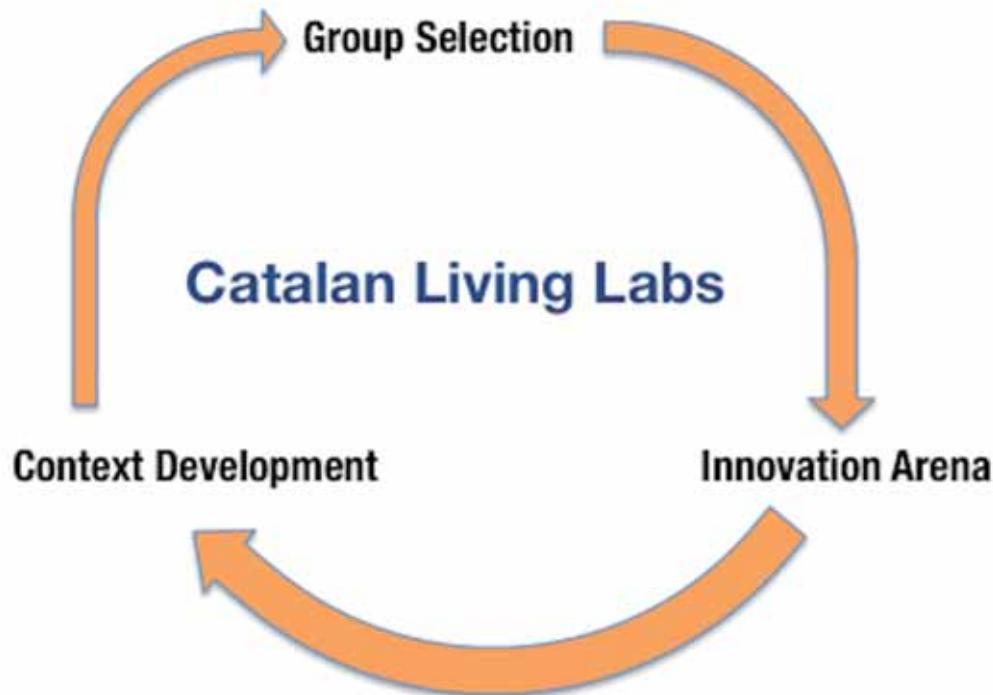 Group Selection
Catalan Living Labs
Context Development
Innovation Arena